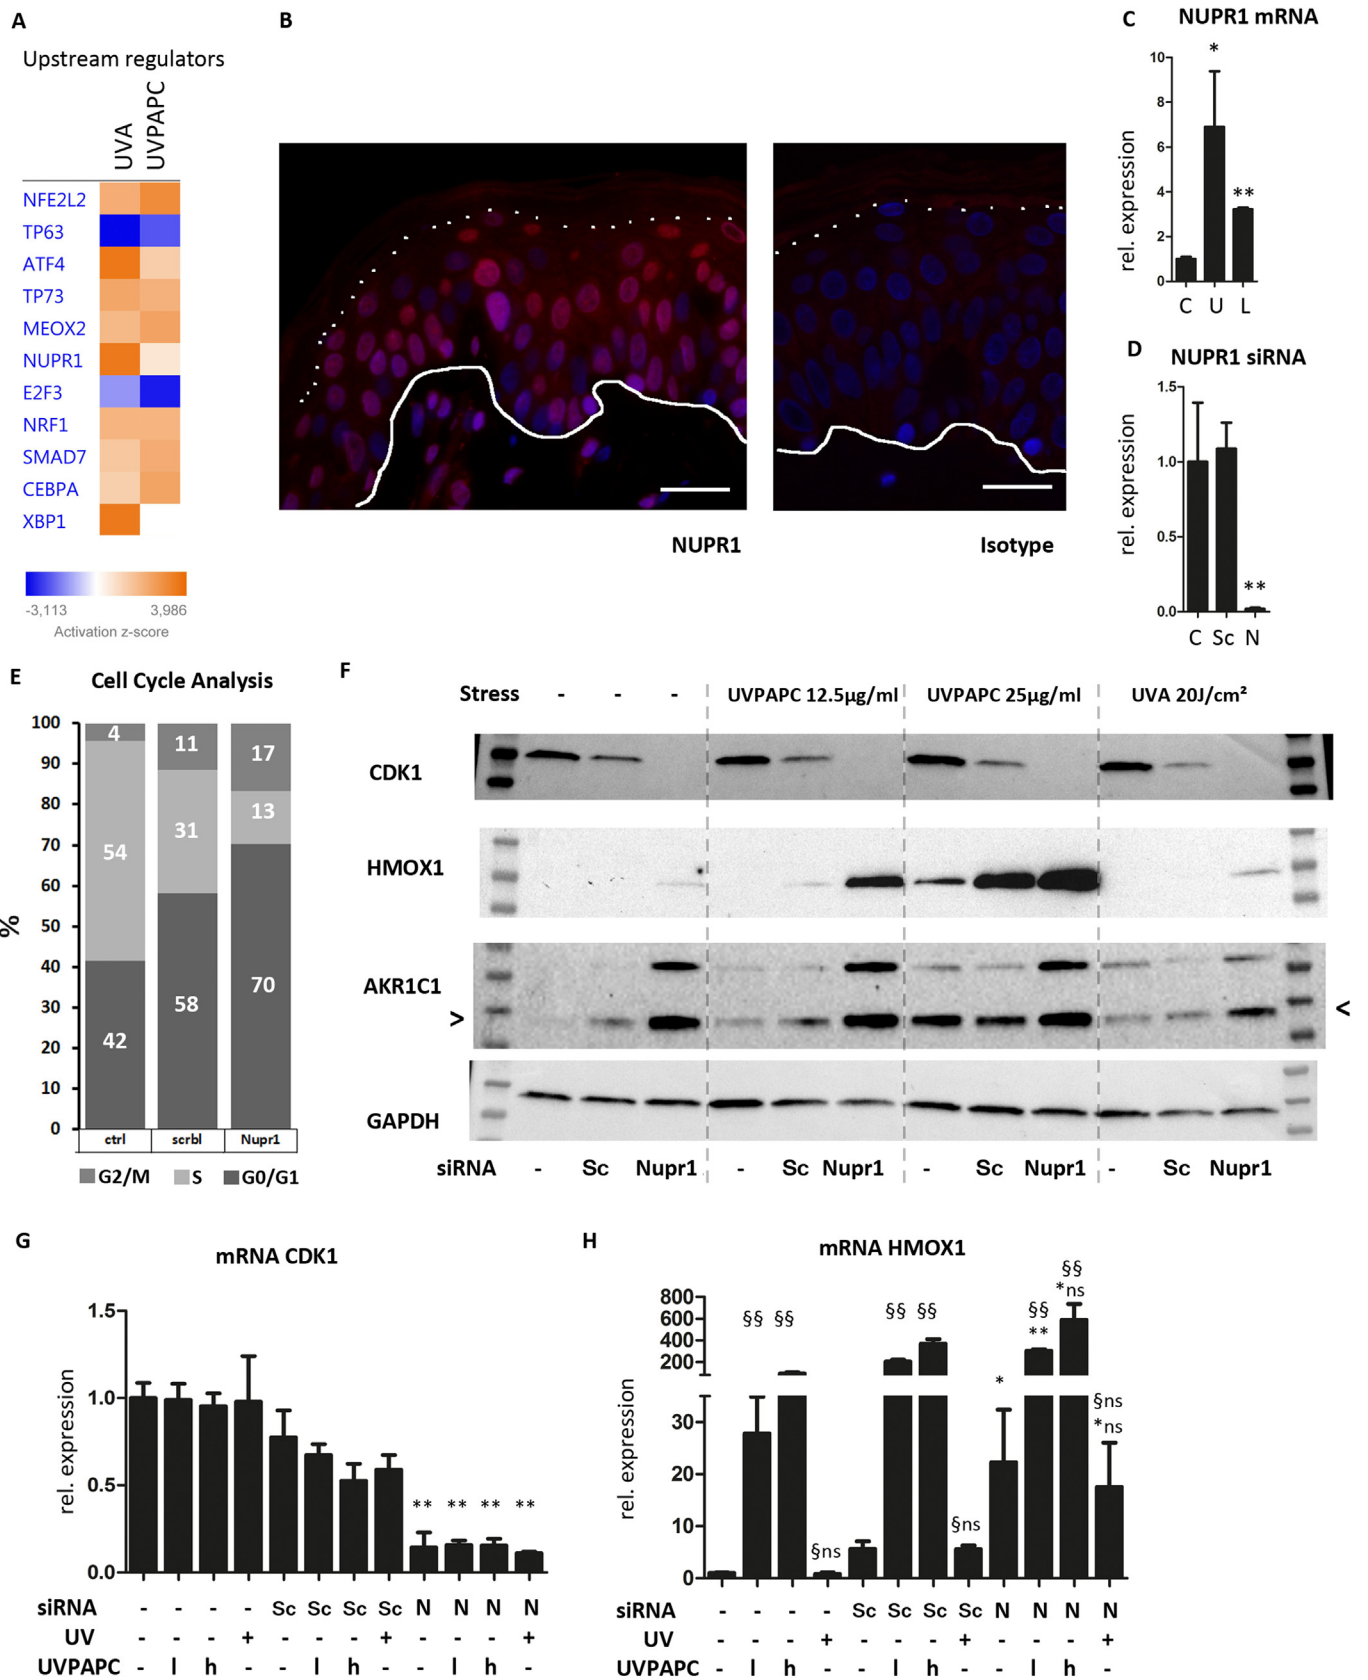 A
Upstream regulators
UVA
UVPAPC
NFE2L2
TP63
ATF4
TP73
MEOX2
NUPR1
E2F3
NRF1
SMAD7
CEBPA
XBP1
-3,113 3,986
Activation z-score
B
NUPR1
Isotype
C
NUPR1 mRNA
rel. expression
10
8
6
4
2
0
*
**
C U L
D
NUPR1 siRNA
rel. expression
1.5
1.0
0.5
0.0
**
C Sc N
E
Cell Cycle Analysis
%
100
90
80
70
60
50
40
30
20
10
0
4 11 17
54 31 13
42 58 70
ctrl scrbl Nupr1
G2/M S G0/G1
F
Stress - - - UVPAPC 12.5µg/ml UVPAPC 25µg/ml UVA 20J/cm²
CDK1
HMOX1
AKR1C1
> <
GAPDH
siRNA - Sc Nupr1 - Sc Nupr1 - Sc Nupr1 - Sc Nupr1
G
mRNA CDK1
rel. expression
1.5
1.0
0.5
0.0
** ** ** **
siRNA - - - - Sc Sc Sc Sc N N N N
UV - - - + - - - + - - - +
UVPAPC - l h - - l h - - l h -
H
mRNA HMOX1
rel. expression
800
600
400
200
30
20
10
0
§§ §§ §ns §§ §§ §ns * §§ ** §§ *ns §ns *ns
siRNA - - - - Sc Sc Sc Sc N N N N
UV - - - + - - - + - - - +
UVPAPC - l h - - l h - - l h -